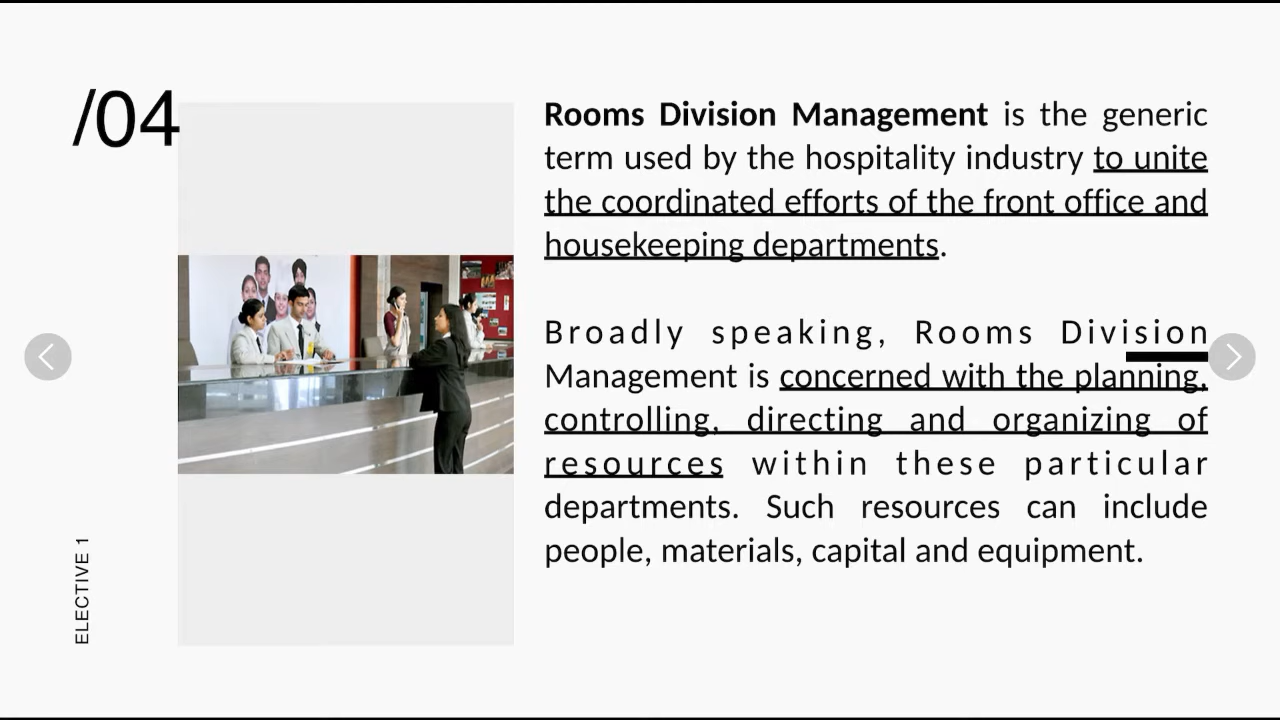 /04
Rooms Division Management is the generic
term used by the hospitality industry to unite
the coordinated efforts of the front office and
housekeeping departments.
Broadly speaking, Rooms Division
Management is concerned with the planning,
controlling, directing and organizing of
resources within these particular
departments. Such resources can include
people, materials, capital and equipment.
ELECTIVE 1